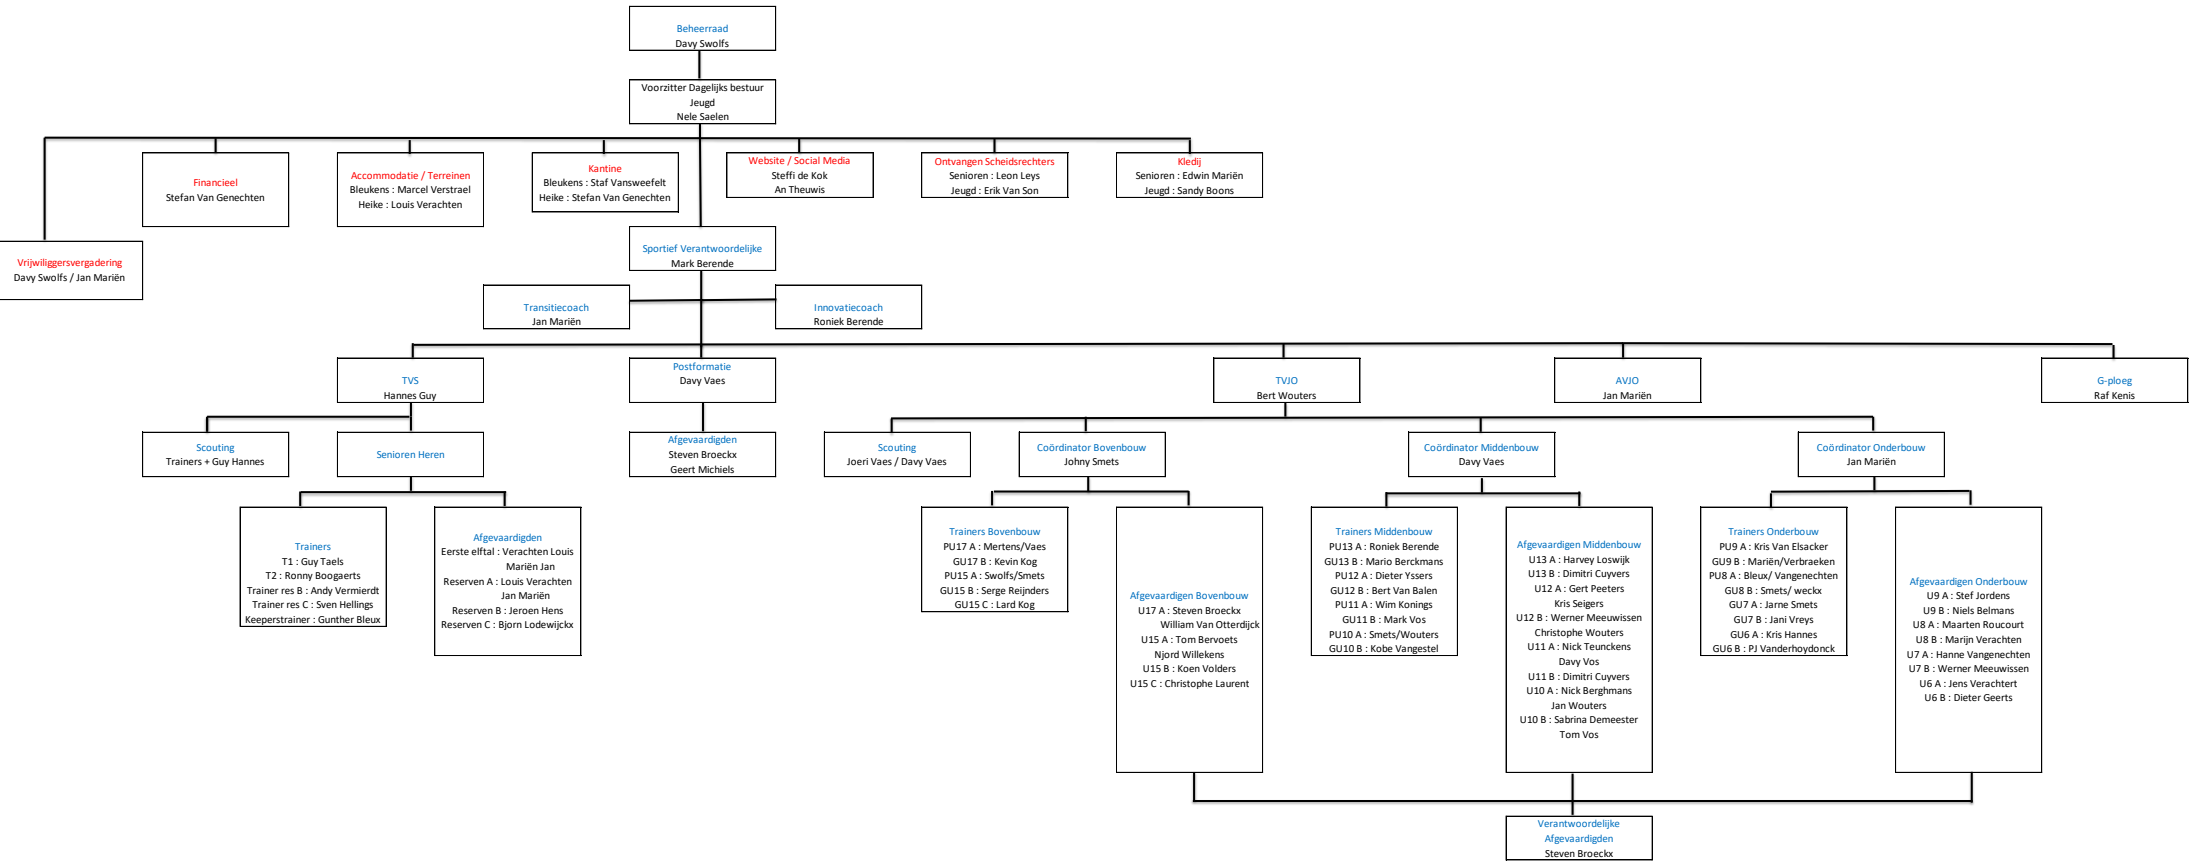 Beheerraad
Davy Swolfs
Voorzitter Dagelijks bestuur
Jeugd
Nele Saelen
Financieel
Stefan Van Genechten
Accommodatie / Terreinen
Bleukens : Marcel Verstrael
Heike : Louis Verachten
Kantine
Bleukens : Staf Vansweefelt
Heike : Stefan Van Genechten
Website / Social Media
Steffi de Kok
An Theuwis
Ontvangen Scheidsrechters
Senioren : Leon Leys
Jeugd : Erik Van Son
Kledij
Senioren : Edwin Mariën
Jeugd : Sandy Boons
Vrijwiliggersvergadering
Davy Swolfs / Jan Mariën
Sportief Verantwoordelijke
Mark Berende
Transitiecoach
Jan Mariën
Innovatiecoach
Roniek Berende
TVS
Hannes Guy
Postformatie
Davy Vaes
TVJO
Bert Wouters
AVJO
Jan Mariën
G-ploeg
Raf Kenis
Scouting
Trainers + Guy Hannes
Senioren Heren
Afgevaardigden
Steven Broeckx
Geert Michiels
Scouting
Joeri Vaes / Davy Vaes
Coördinator Bovenbouw
Johny Smets
Coördinator Middenbouw
Davy Vaes
Coördinator Onderbouw
Jan Mariën
Trainers
T1 : Guy Taels
T2 : Ronny Boogaerts
Trainer res B : Andy Vermierdt
Trainer res C : Sven Hellings
Keeperstrainer : Gunther Bleux
Afgevaardigden
Eerste elftal : Verachten Louis
Mariën Jan
Reserven A : Louis Verachten
Jan Mariën
Reserven B : Jeroen Hens
Reserven C : Bjorn Lodewijckx
Trainers Bovenbouw
PU17 A : Mertens/Vaes
GU17 B : Kevin Kog
PU15 A : Swolfs/Smets
GU15 B : Serge Reijnders
GU15 C : Lard Kog
Afgevaardigen Bovenbouw
U17 A : Steven Broeckx
William Van Otterdijck
U15 A : Tom Bervoets
Njord Willekens
U15 B : Koen Volders
U15 C : Christophe Laurent
Trainers Middenbouw
PU13 A : Roniek Berende
GU13 B : Mario Berckmans
PU12 A : Dieter Yssers
GU12 B : Bert Van Balen
PU11 A : Wim Konings
GU11 B : Mark Vos
PU10 A : Smets/Wouters
GU10 B : Kobe Vangestel
Afgevaardigen Middenbouw
U13 A : Harvey Loswijk
U13 B : Dimitri Cuyvers
U12 A : Gert Peeters
Kris Seigers
U12 B : Werner Meeuwissen
Christophe Wouters
U11 A : Nick Teunckens
Davy Vos
U11 B : Dimitri Cuyvers
U10 A : Nick Berghmans
Jan Wouters
U10 B : Sabrina Demeester
Tom Vos
Trainers Onderbouw
PU9 A : Kris Van Elsacker
GU9 B : Mariën/Verbraeken
PU8 A : Bleux/ Vangenechten
GU8 B : Smets/ weckx
GU7 A : Jarne Smets
GU7 B : Jani Vreys
GU6 A : Kris Hannes
GU6 B : PJ Vanderhoydonck
Afgevaardigen Onderbouw
U9 A : Stef Jordens
U9 B : Niels Belmans
U8 A : Maarten Roucourt
U8 B : Marijn Verachten
U7 A : Hanne Vangenechten
U7 B : Werner Meeuwissen
U6 A : Jens Verachtert
U6 B : Dieter Geerts
Verantwoordelijke
Afgevaardigden
Steven Broeckx